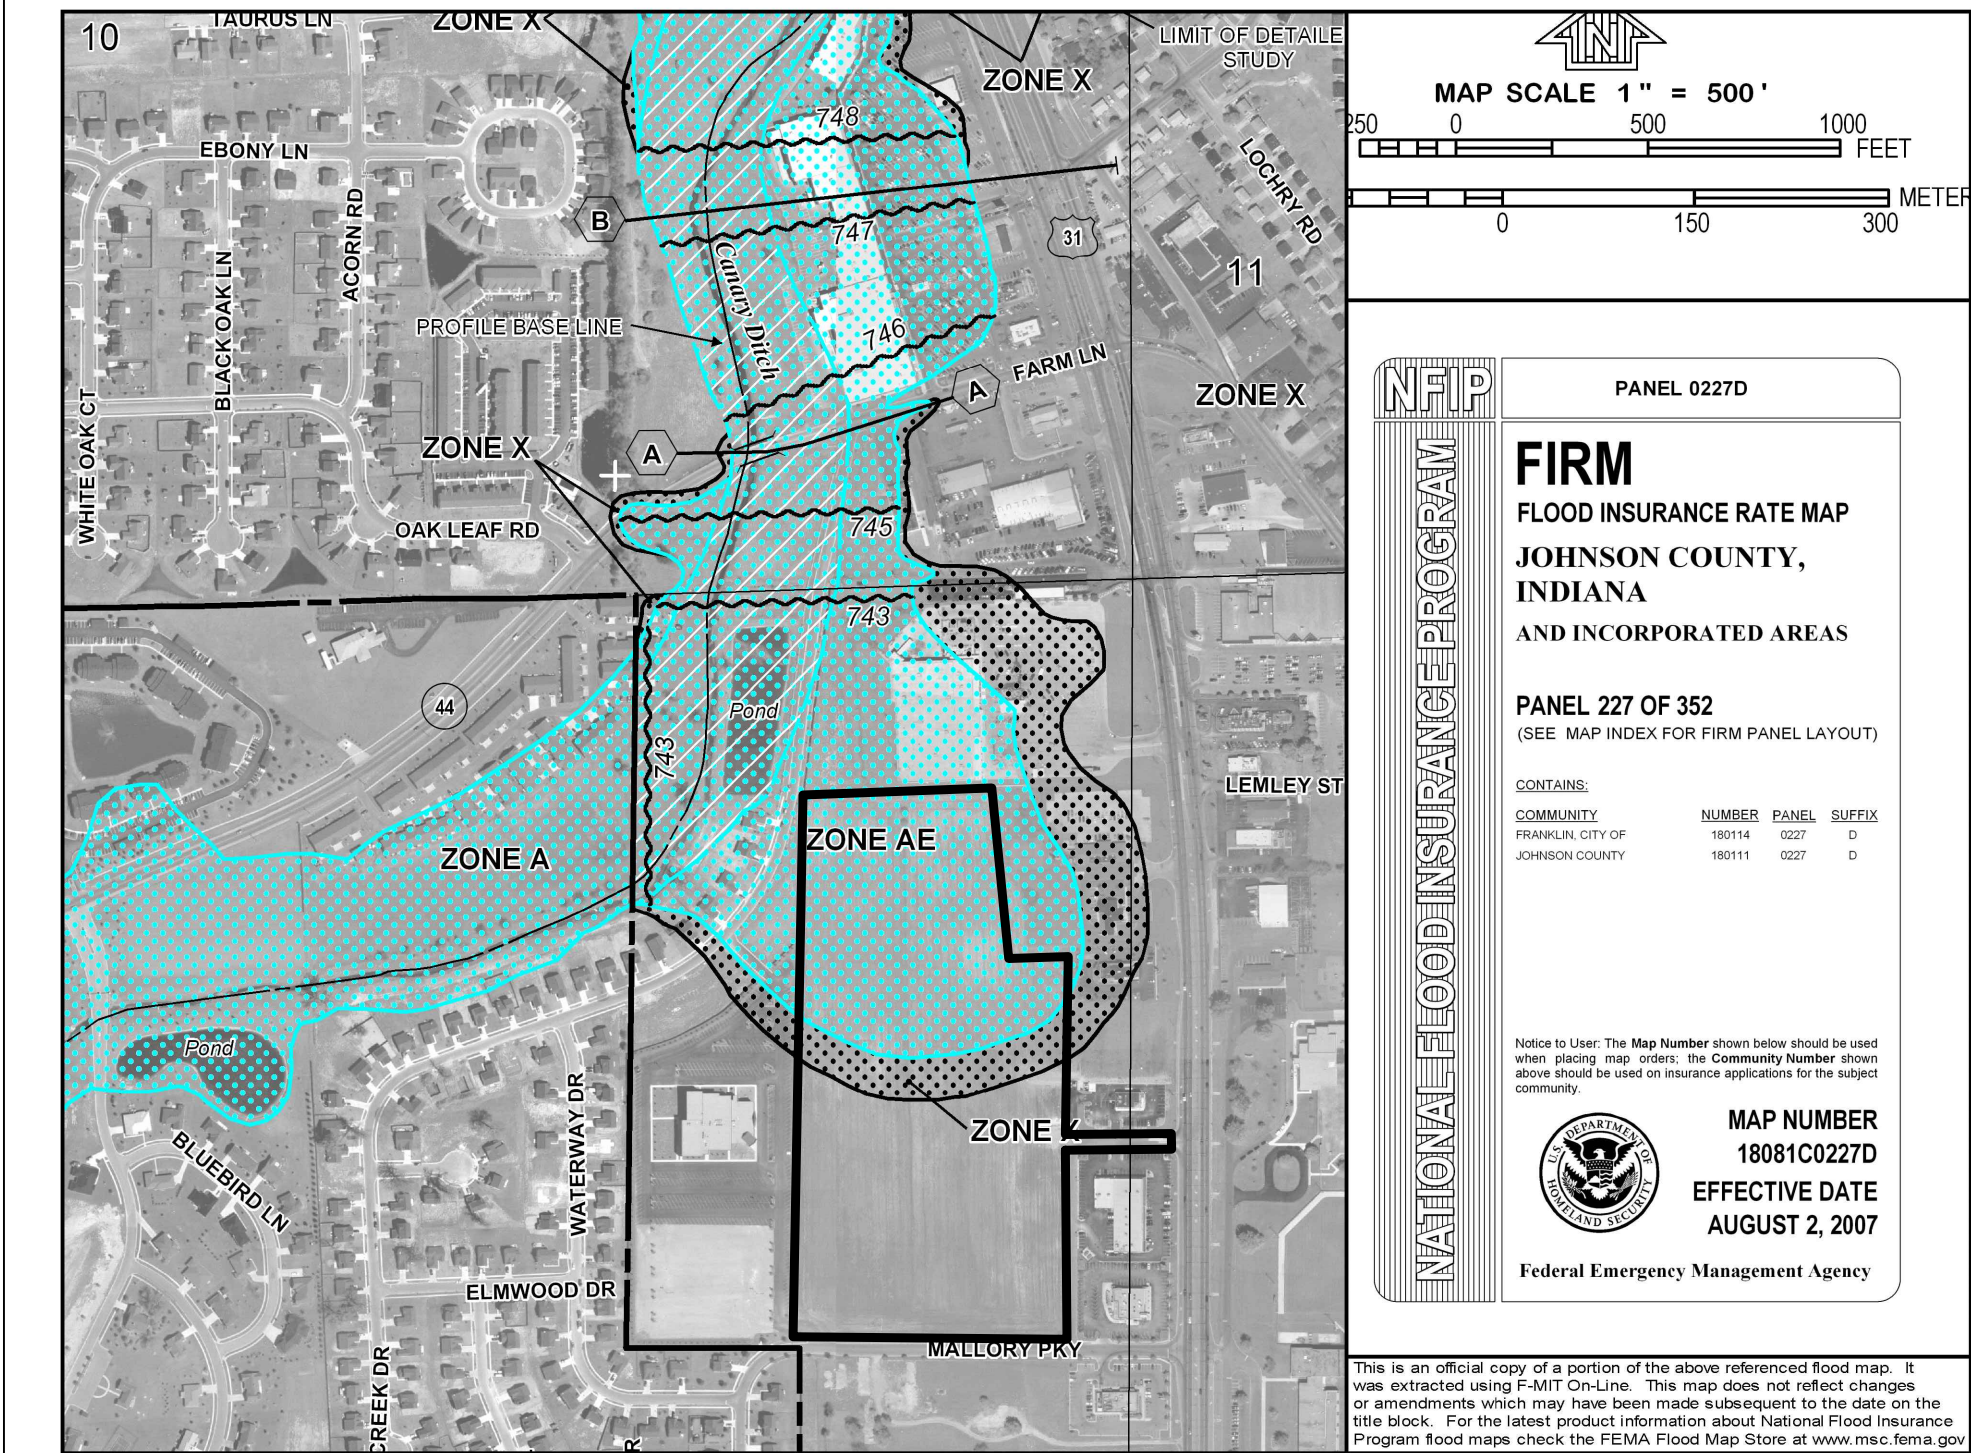 10
TAURUS LN
ZONE X
ZONE X
LIMIT OF DETAILE
STUDY
EBONY LN
ACORN RD
BLACK OAK LN
WHITE OAK CT
748
B
747
31
LOCHRY RD
11
Canary Ditch
PROFILE BASE LINE
746
FARM LN
A
ZONE X
ZONE X
A
OAK LEAF RD
745
743
44
Pond
743
LEMLEY ST
ZONE AE
ZONE A
Pond
ZONE X
BLUEBIRD LN
WATERWAY DR
ELMWOOD DR
MALLORY PKY
CREEK DR
R
N
MAP SCALE 1" = 500'
250 0 500 1000
FEET
METER
0 150 300
NFIP
NATIONAL FLOOD INSURANCE PROGRAM
PANEL 0227D
FIRM
FLOOD INSURANCE RATE MAP
JOHNSON COUNTY,
INDIANA
AND INCORPORATED AREAS
PANEL 227 OF 352
(SEE MAP INDEX FOR FIRM PANEL LAYOUT)
CONTAINS:
COMMUNITY NUMBER PANEL SUFFIX
FRANKLIN, CITY OF 180114 0227 D
JOHNSON COUNTY 180111 0227 D
Notice to User: The Map Number shown below should be used
when placing map orders; the Community Number shown
above should be used on insurance applications for the subject
community.
U.S. DEPARTMENT OF
HOMELAND SECURITY
MAP NUMBER
18081C0227D
EFFECTIVE DATE
AUGUST 2, 2007
Federal Emergency Management Agency
This is an official copy of a portion of the above referenced flood map. It
was extracted using F-MIT On-Line. This map does not reflect changes
or amendments which may have been made subsequent to the date on the
title block. For the latest product information about National Flood Insurance
Program flood maps check the FEMA Flood Map Store at www.msc.fema.gov